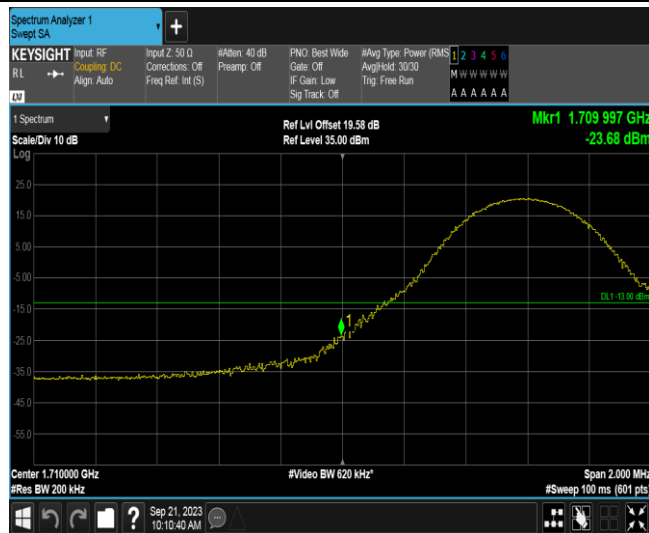 Spectrum Analyzer 1
Swept SA
+
KEYSIGHT
RL
LXI
Input: RF
Coupling: DC
Align: Auto
Input Z: 50 Ω
Corrections: Off
Freq Ref: Int (S)
#Atten: 40 dB
Preamp: Off
PNO: Best Wide
Gate: Off
IF Gain: Low
Sig Track: Off
#Avg Type: Power (RMS
Avg|Hold: 30/30
Trig: Free Run
1 2 3 4 5 6
M W W W W W
A A A A A A
1 Spectrum
Scale/Div 10 dB
Log
Ref Lvl Offset 19.58 dB
Ref Level 35.00 dBm
Mkr1 1.709 997 GHz
-23.68 dBm
25.0
15.0
5.00
-5.00
-15.0
-25.0
-35.0
-45.0
-55.0
DL1 -13.00 dBm
1
Center 1.710000 GHz
#Res BW 200 kHz
#Video BW 620 kHz*
Span 2.000 MHz
#Sweep 100 ms (601 pts)
?
Sep 21, 2023
10:10:40 AM